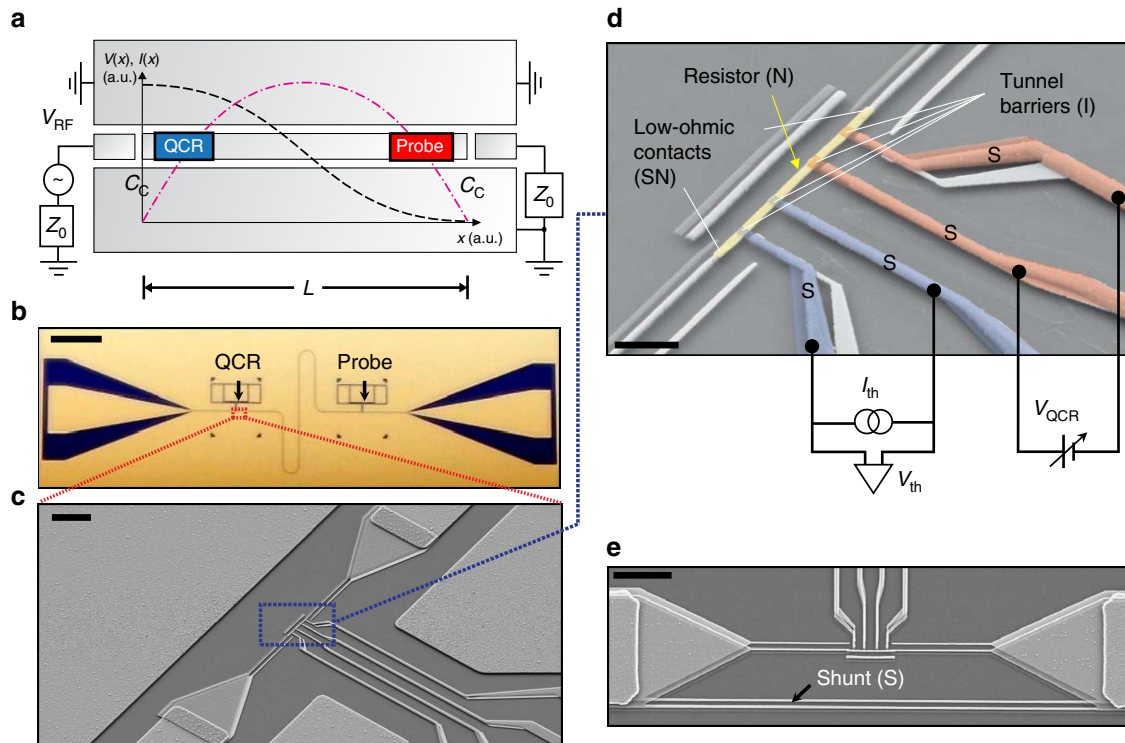 a
V(x), I(x)
(a.u.)
V_RF
QCR
Probe
~
C_C
C_C
Z_0
Z_0
x (a.u.)
L
b
QCR
Probe
c
d
Resistor (N)
Tunnel
barriers (I)
Low-ohmic
contacts
(SN)
S
S
S
S
I_th
V_QCR
V_th
e
Shunt (S)